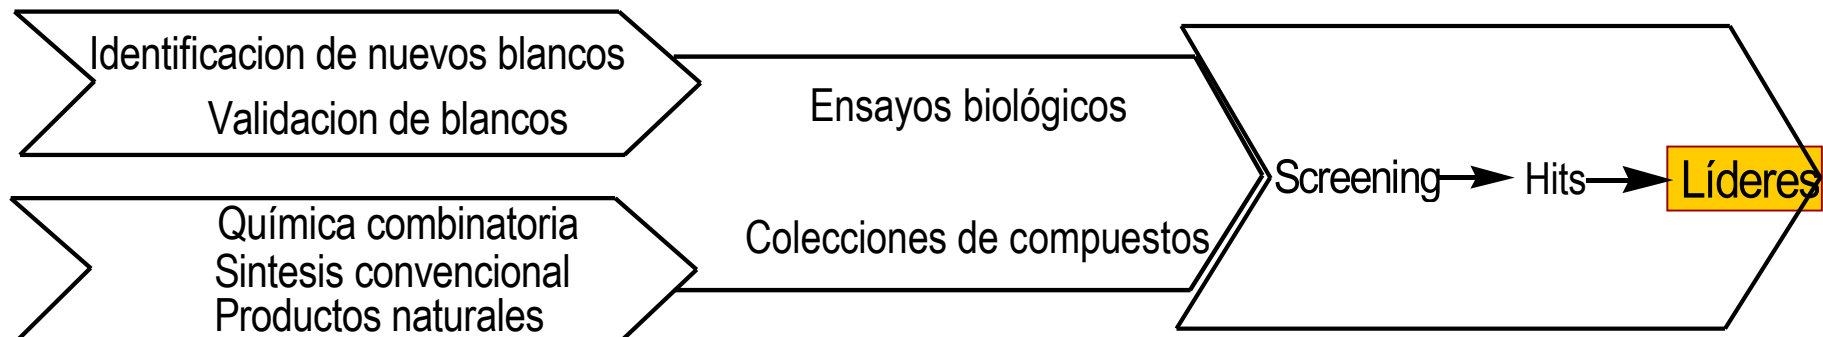 Identificacion de nuevos blancos
Validacion de blancos
Química combinatoria
Sintesis convencional
Productos naturales
Ensayos biológicos
Colecciones de compuestos
Screening Hits Líderes